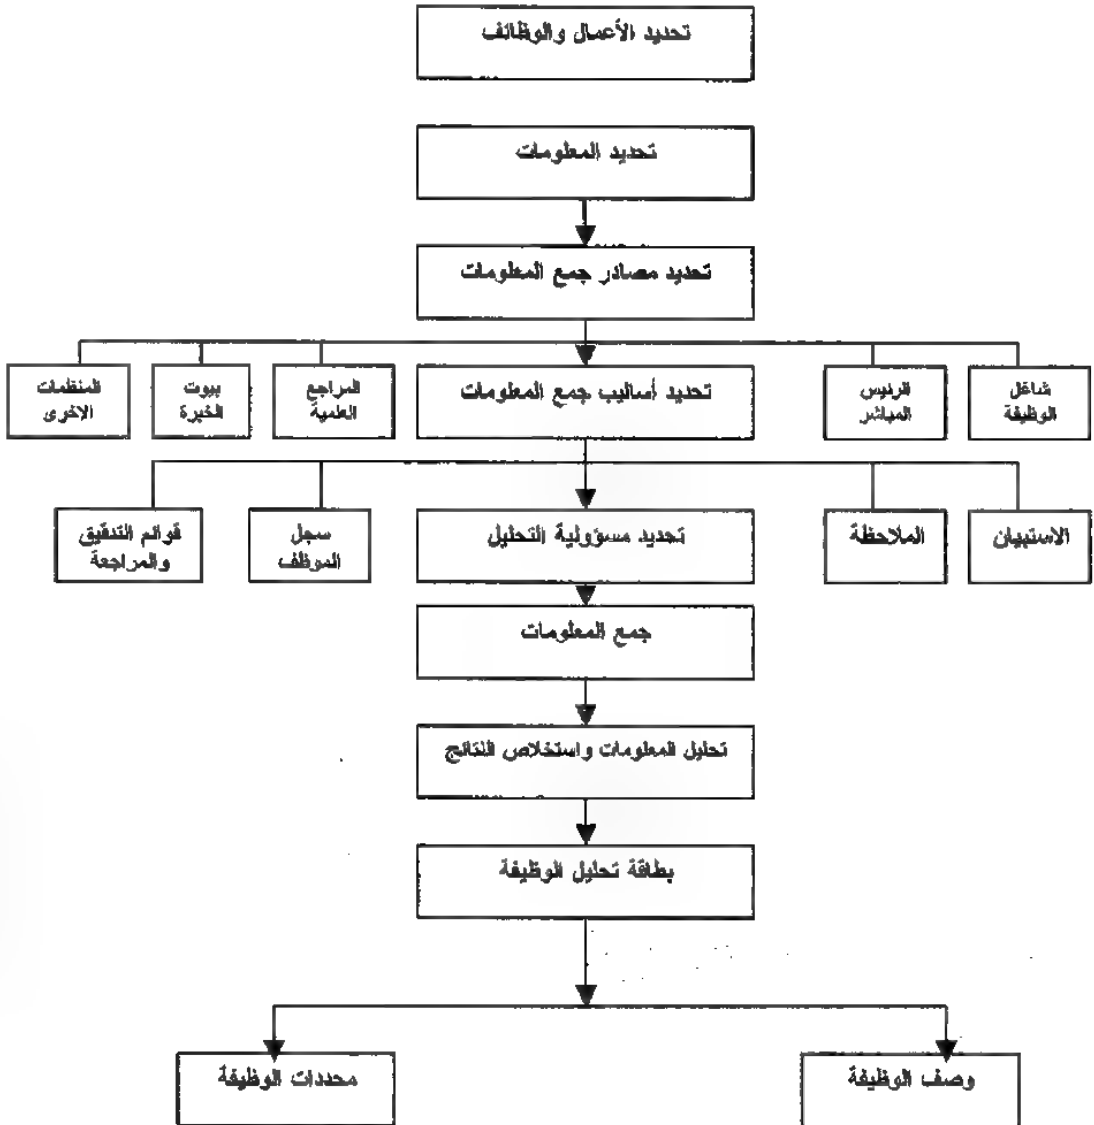 تحديد الأعمال والوظائف
تحديد المعلومات
تحديد مصادر جمع المعلومات
شاغل
الوظيفة
الرئيس
المباشر
تحديد أساليب جمع المعلومات
المراجع
العلمية
بيوت
الخبرة
المنظمات
الاخرى
الاستبيان
الملاحظة
تحديد مسؤولية التحليل
سجل
الموظف
قوائم التدقيق
والمراجعة
جمع المعلومات
تحليل المعلومات واستخلاص النتائج
بطاقة تحليل الوظيفة
وصف الوظيفة
محددات الوظيفة